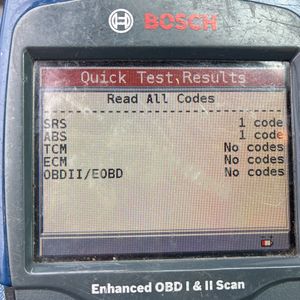 BOSCH
Quick Test Results
Read All Codes
--------------------------------
SRS 1 code
ABS 1 code
TCM No codes
ECM No codes
OBDII/EOBD No codes
Enhanced OBD I & II Scan